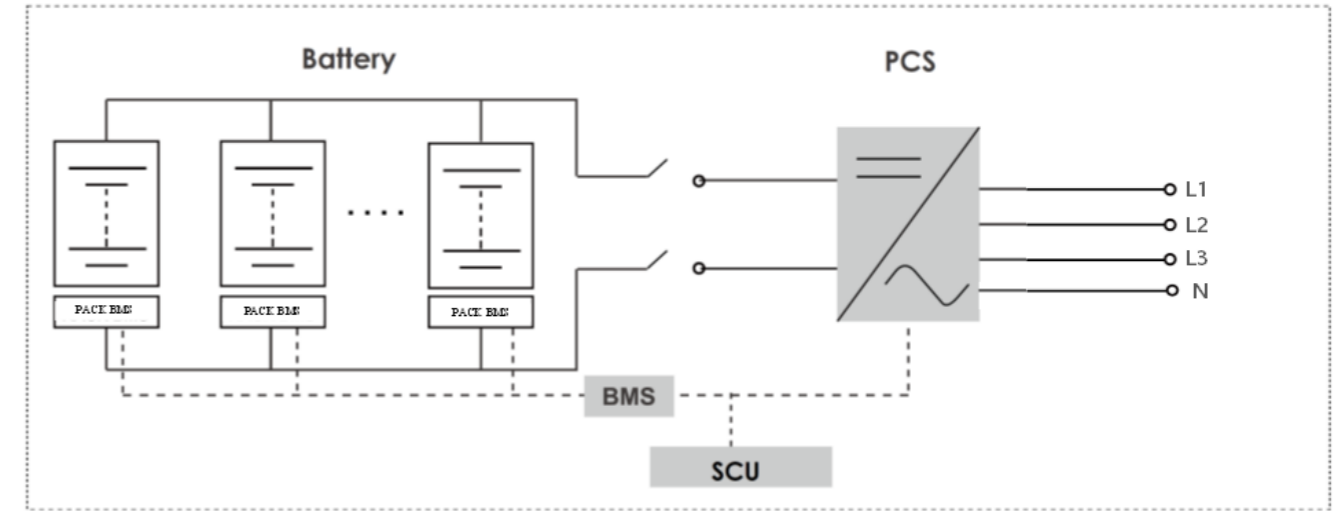 Battery
PCS
L1
L2
L3
N
PACK BMS
PACK BMS
PACK BMS
BMS
SCU